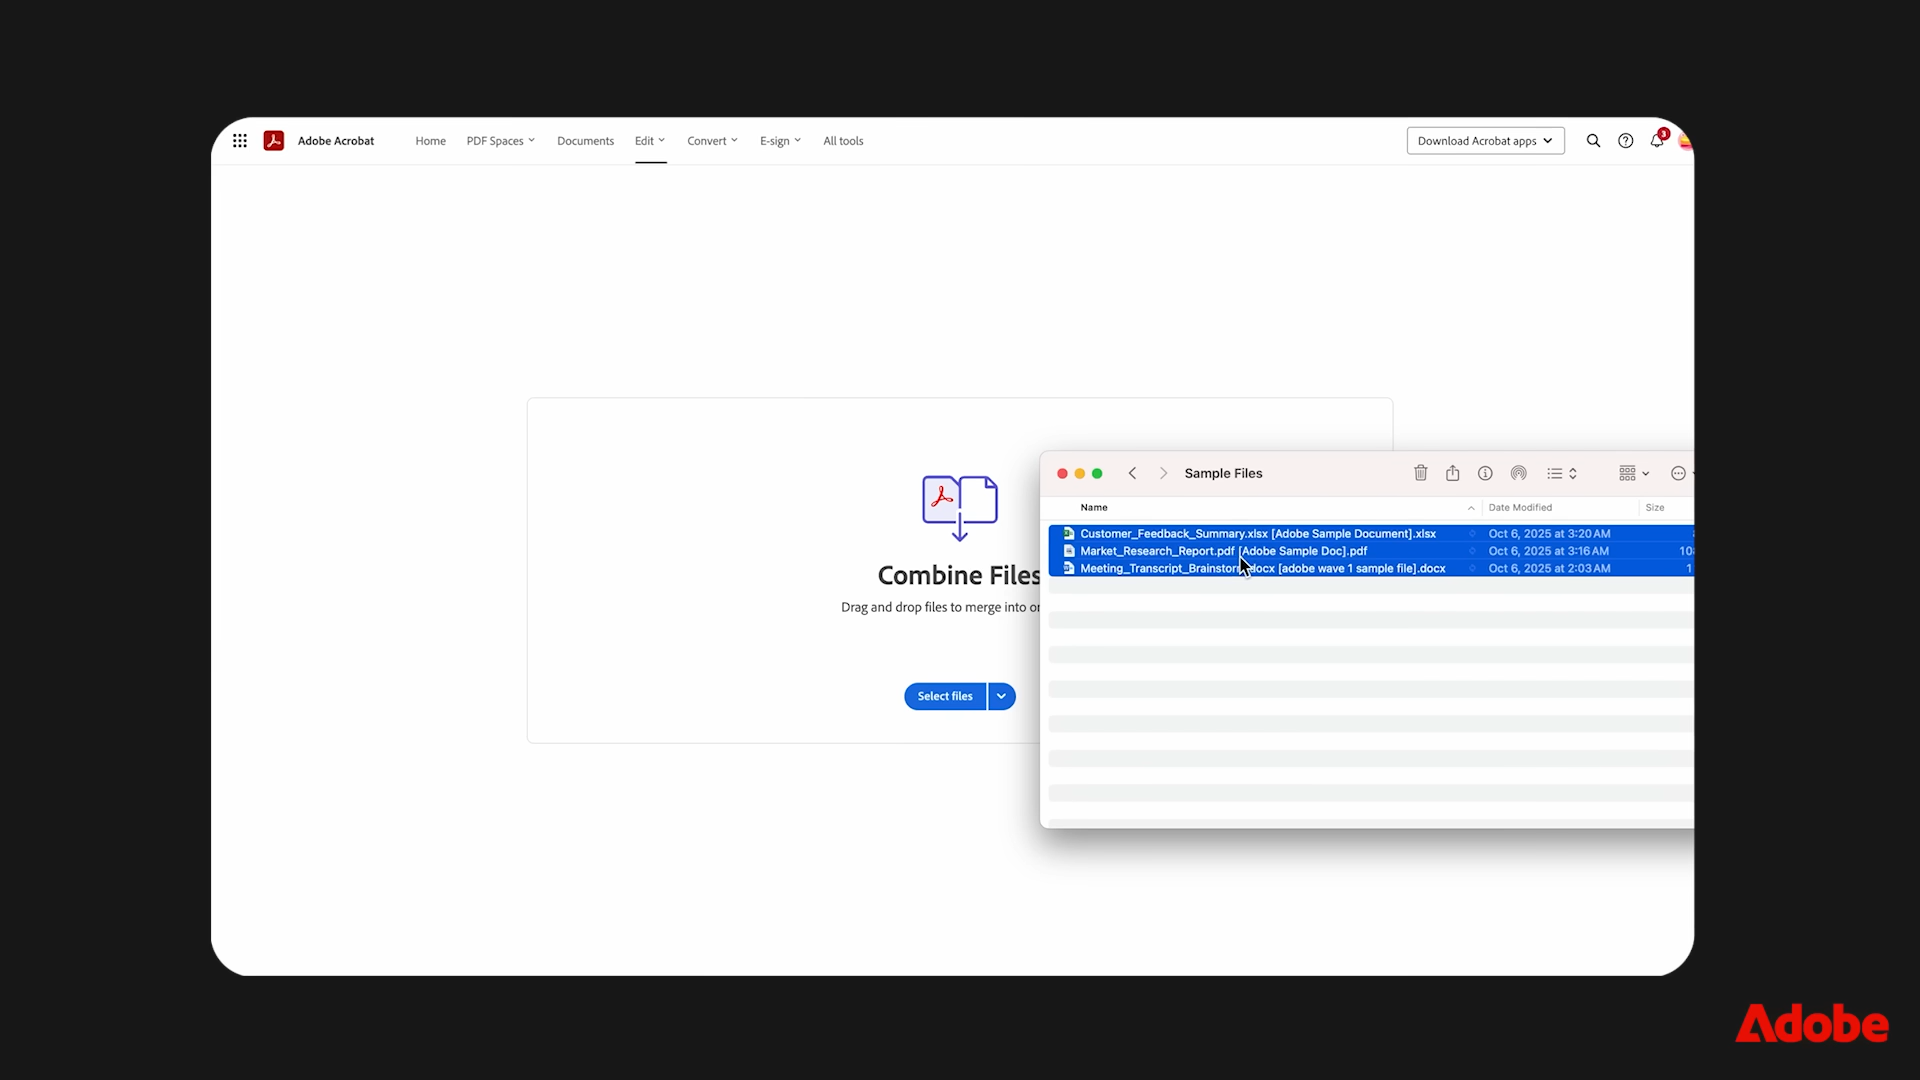 Adobe Acrobat Home PDF Spaces Documents Edit Convert E-sign All tools Download Acrobat apps 3
Sample Files
Name Date Modified Size
Customer_Feedback_Summary.xlsx [Adobe Sample Document].xlsx Oct 6, 2025 at 3:20 AM
Market_Research_Report.pdf [Adobe Sample Doc].pdf Oct 6, 2025 at 3:16 AM
[adobe wave 1 sample file].docx Oct 6, 2025 at 2:03 AM
Combine Files
Drag and drop files to merge into
Select files
Adobe